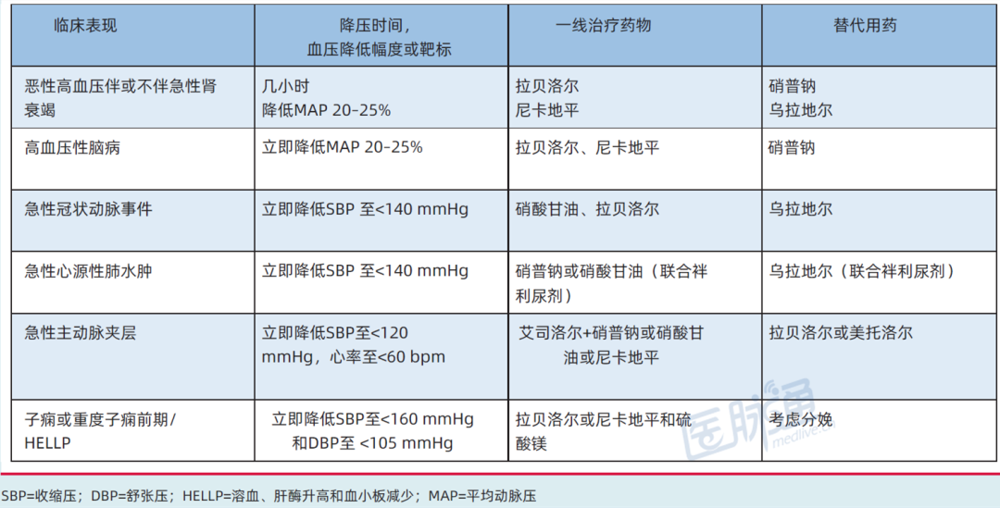 临床表现
降压时间，
血压降低幅度或靶标
一线治疗药物
替代用药
恶性高血压伴或不伴急性肾
衰竭
几小时
降低MAP 20-25%
拉贝洛尔
尼卡地平
硝普钠
乌拉地尔
高血压性脑病
立即降低MAP 20-25%
拉贝洛尔、尼卡地平
硝普钠
急性冠状动脉事件
立即降低SBP 至<140 mmHg
硝酸甘油、拉贝洛尔
乌拉地尔
急性心源性肺水肿
立即降低SBP 至<140 mmHg
硝普钠或硝酸甘油（联合袢
利尿剂）
乌拉地尔（联合袢利尿剂）
急性主动脉夹层
立即降低SBP至<120
mmHg，心率至<60 bpm
艾司洛尔+硝普钠或硝酸甘
油或尼卡地平
拉贝洛尔或美托洛尔
子痫或重度子痫前期/
HELLP
立即降低SBP至<160 mmHg
和DBP至 <105 mmHg
拉贝洛尔或尼卡地平和硫
酸镁
考虑分娩
医脉通
medlive.cn
SBP=收缩压；DBP=舒张压；HELLP=溶血、肝酶升高和血小板减少；MAP=平均动脉压